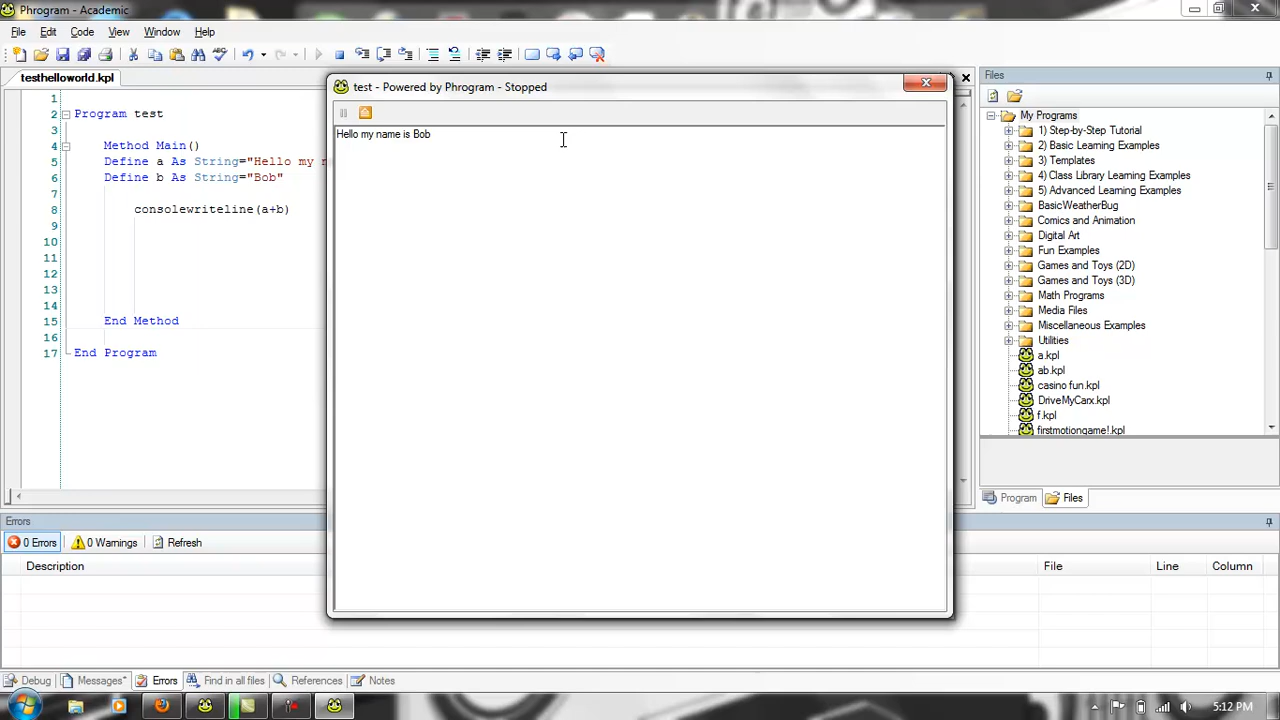 Phrogram - Academic
File Edit Code View Window Help
testhelloworld.kpl
1
2 Program test
3
4 Method Main()
5 Define a As String="Hello my n
6 Define b As String="Bob"
7
8 consolewriteline(a+b)
9
10
11
12
13
14
15 End Method
16
17 End Program
test - Powered by Phrogram - Stopped
Hello my name is Bob
Files
My Programs
1) Step-by-Step Tutorial
2) Basic Learning Examples
3) Templates
4) Class Library Learning Examples
5) Advanced Learning Examples
BasicWeatherBug
Comics and Animation
Digital Art
Fun Examples
Games and Toys (2D)
Games and Toys (3D)
Math Programs
Media Files
Miscellaneous Examples
Utilities
a.kpl
ab.kpl
casino fun.kpl
DriveMyCarx.kpl
f.kpl
firstmotiongame!.kpl
Program Files
Errors
0 Errors 0 Warnings Refresh
Description File Line Column
Debug Messages* Errors Find in all files References Notes
5:12 PM